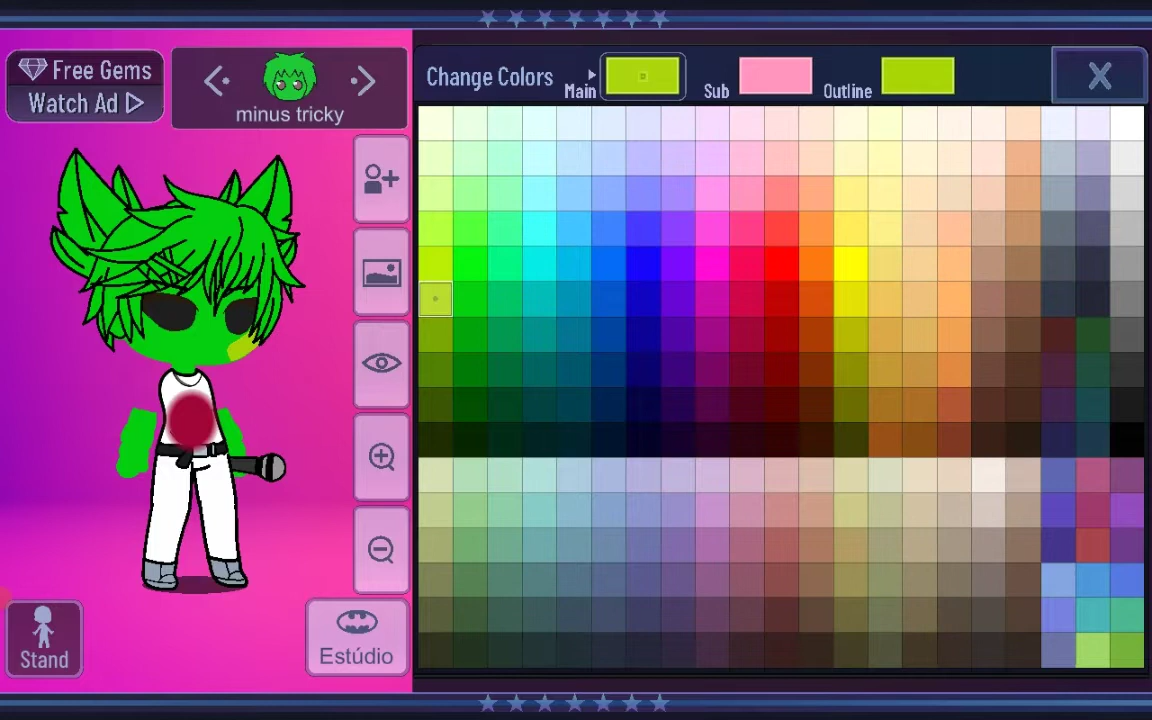 Free Gems
Watch Ad
minus tricky
Change Colors
Main
Sub
Outline
X
Stand
Estúdio